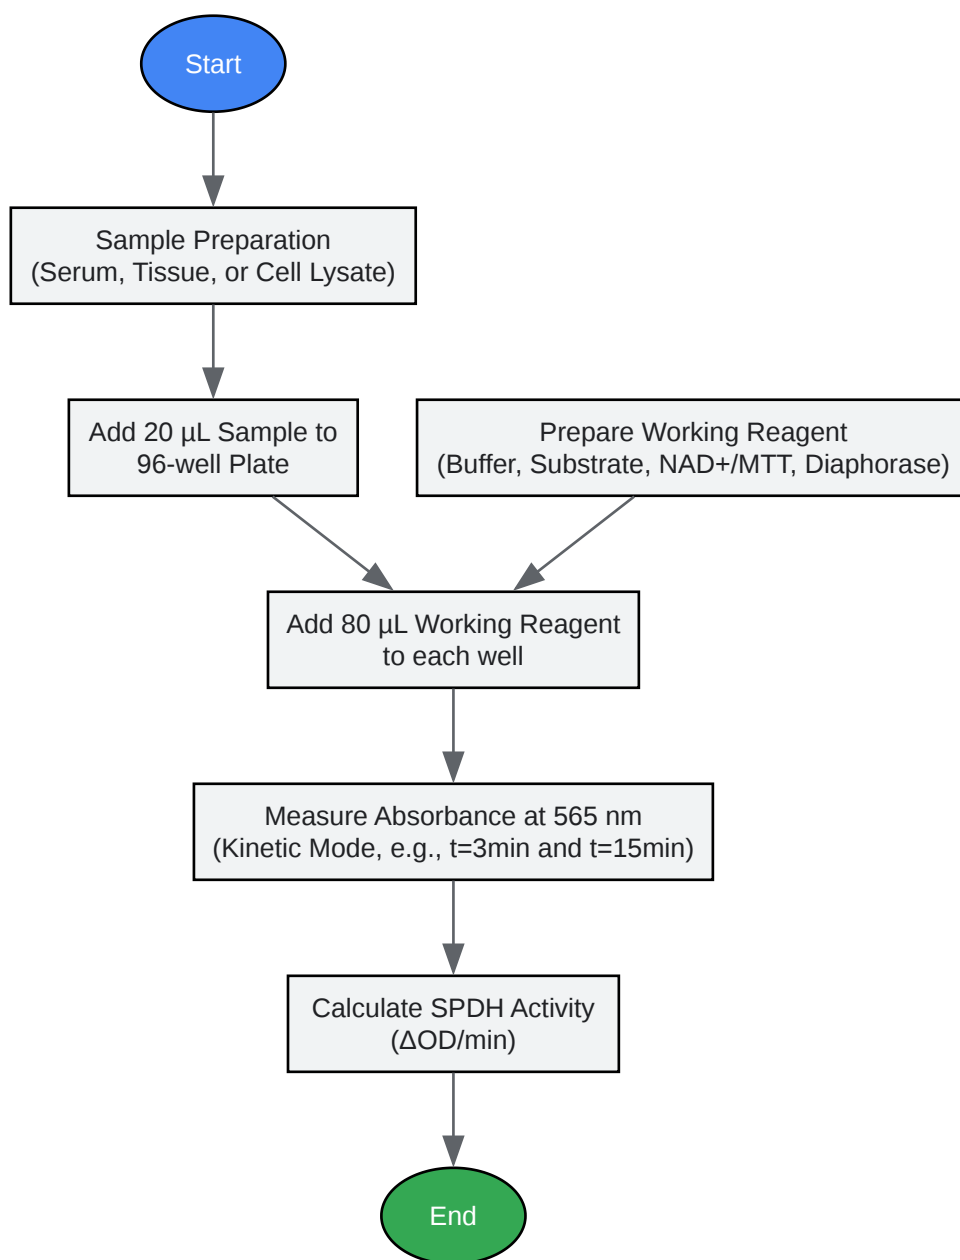 Start
Sample Preparation
(Serum, Tissue, or Cell Lysate)
Add 20 µL Sample to
96-well Plate
Prepare Working Reagent
(Buffer, Substrate, NAD+/MTT, Diaphorase)
Add 80 µL Working Reagent
to each well
Measure Absorbance at 565 nm
(Kinetic Mode, e.g., t=3min and t=15min)
Calculate SPDH Activity
(ΔOD/min)
End